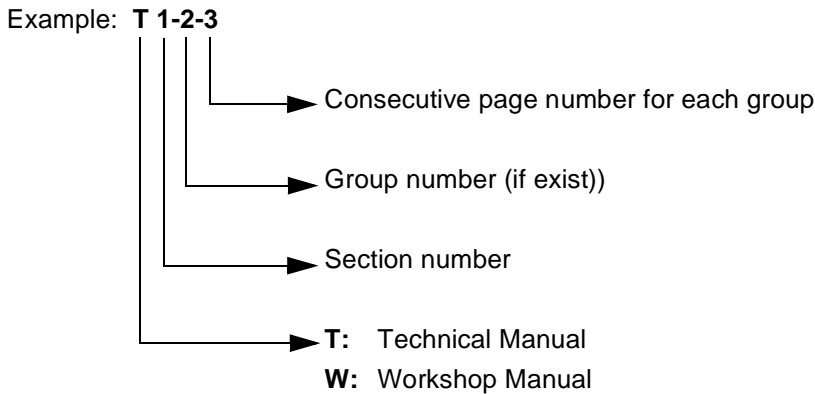 Example: T 1-2-3
Consecutive page number for each group
Group number (if exist))
Section number
T: Technical Manual
W: Workshop Manual